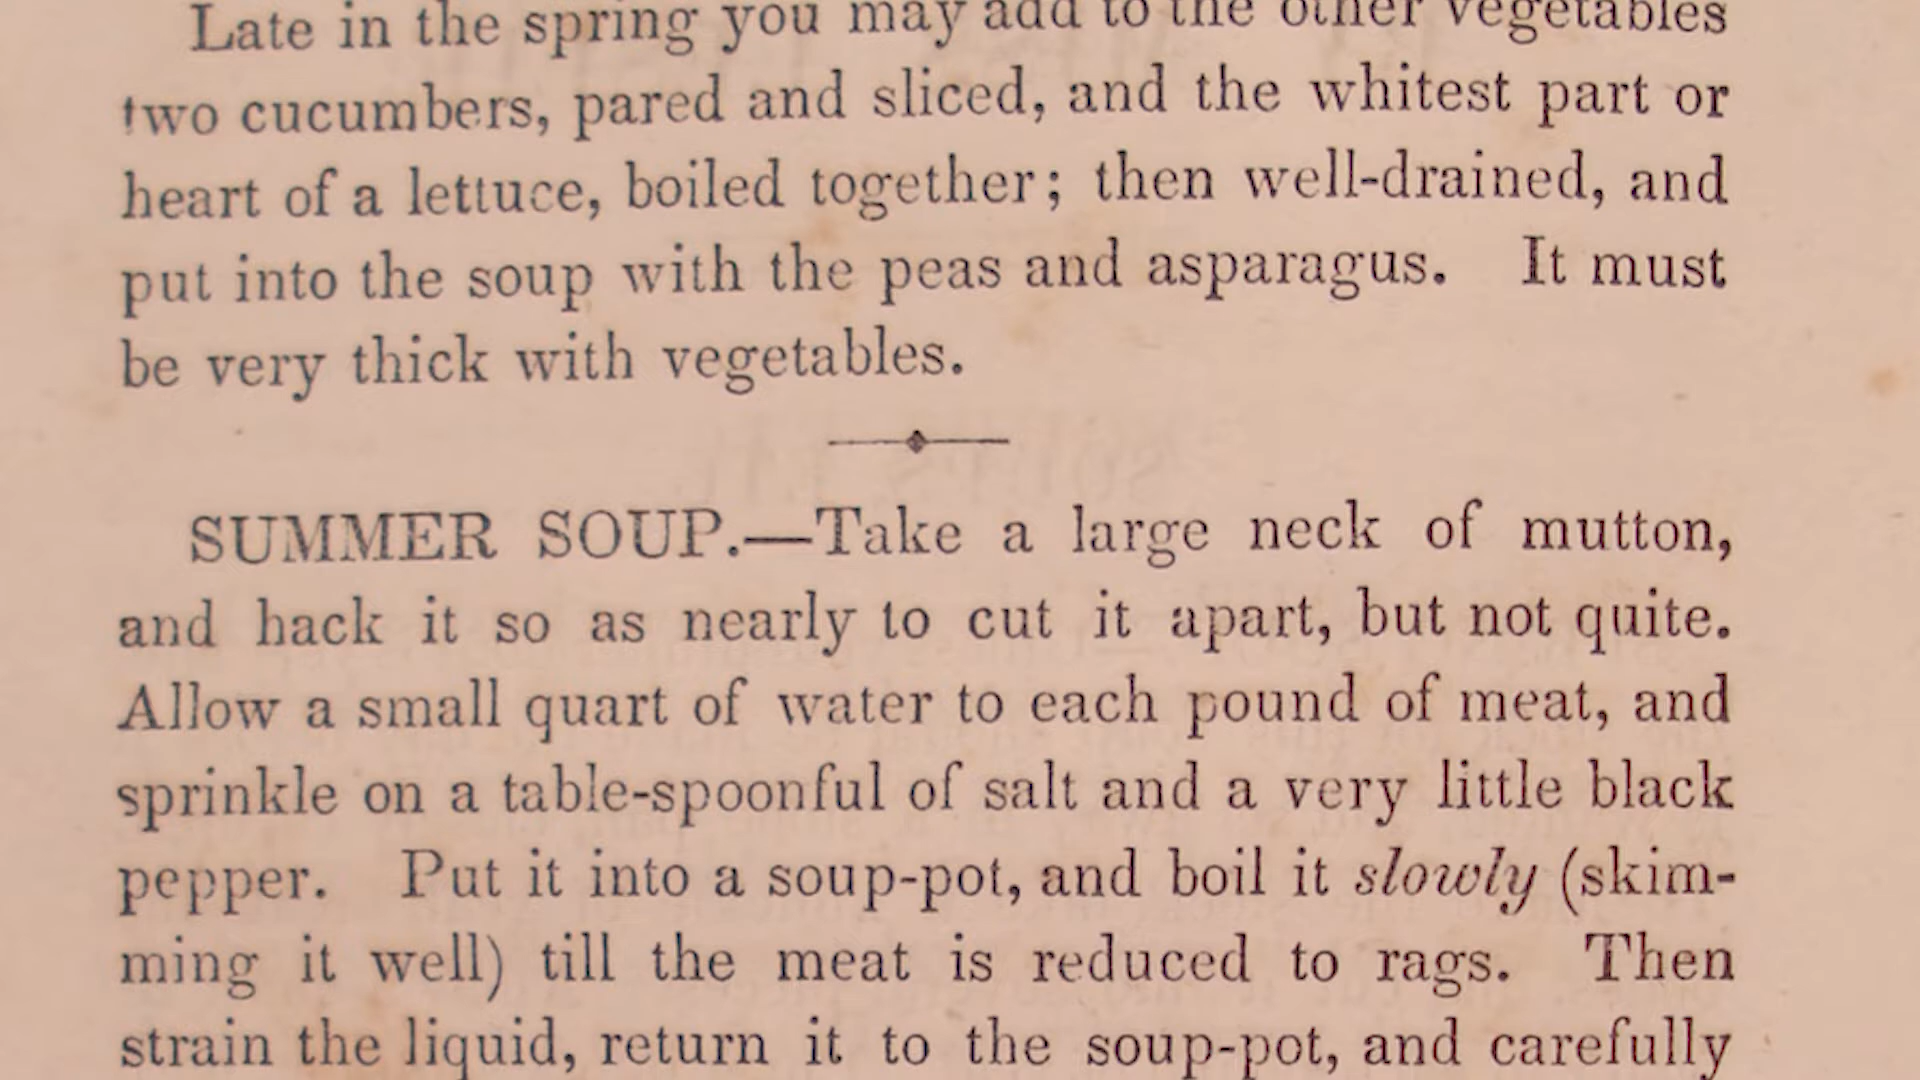 Late in the spring you may add to the other vegetables
two cucumbers, pared and sliced, and the whitest part or
heart of a lettuce, boiled together; then well-drained, and
put into the soup with the peas and asparagus. It must
be very thick with vegetables.
SUMMER SOUP.—Take a large neck of mutton,
and hack it so as nearly to cut it apart, but not quite.
Allow a small quart of water to each pound of meat, and
sprinkle on a table-spoonful of salt and a very little black
pepper. Put it into a soup-pot, and boil it slowly (skim-
ming it well) till the meat is reduced to rags. Then
strain the liquid, return it to the soup-pot, and carefully